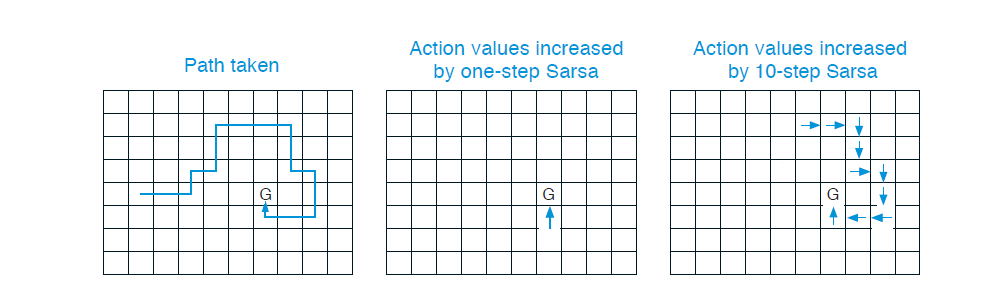 Path taken
Action values increased
by one-step Sarsa
Action values increased
by 10-step Sarsa
G
G
G